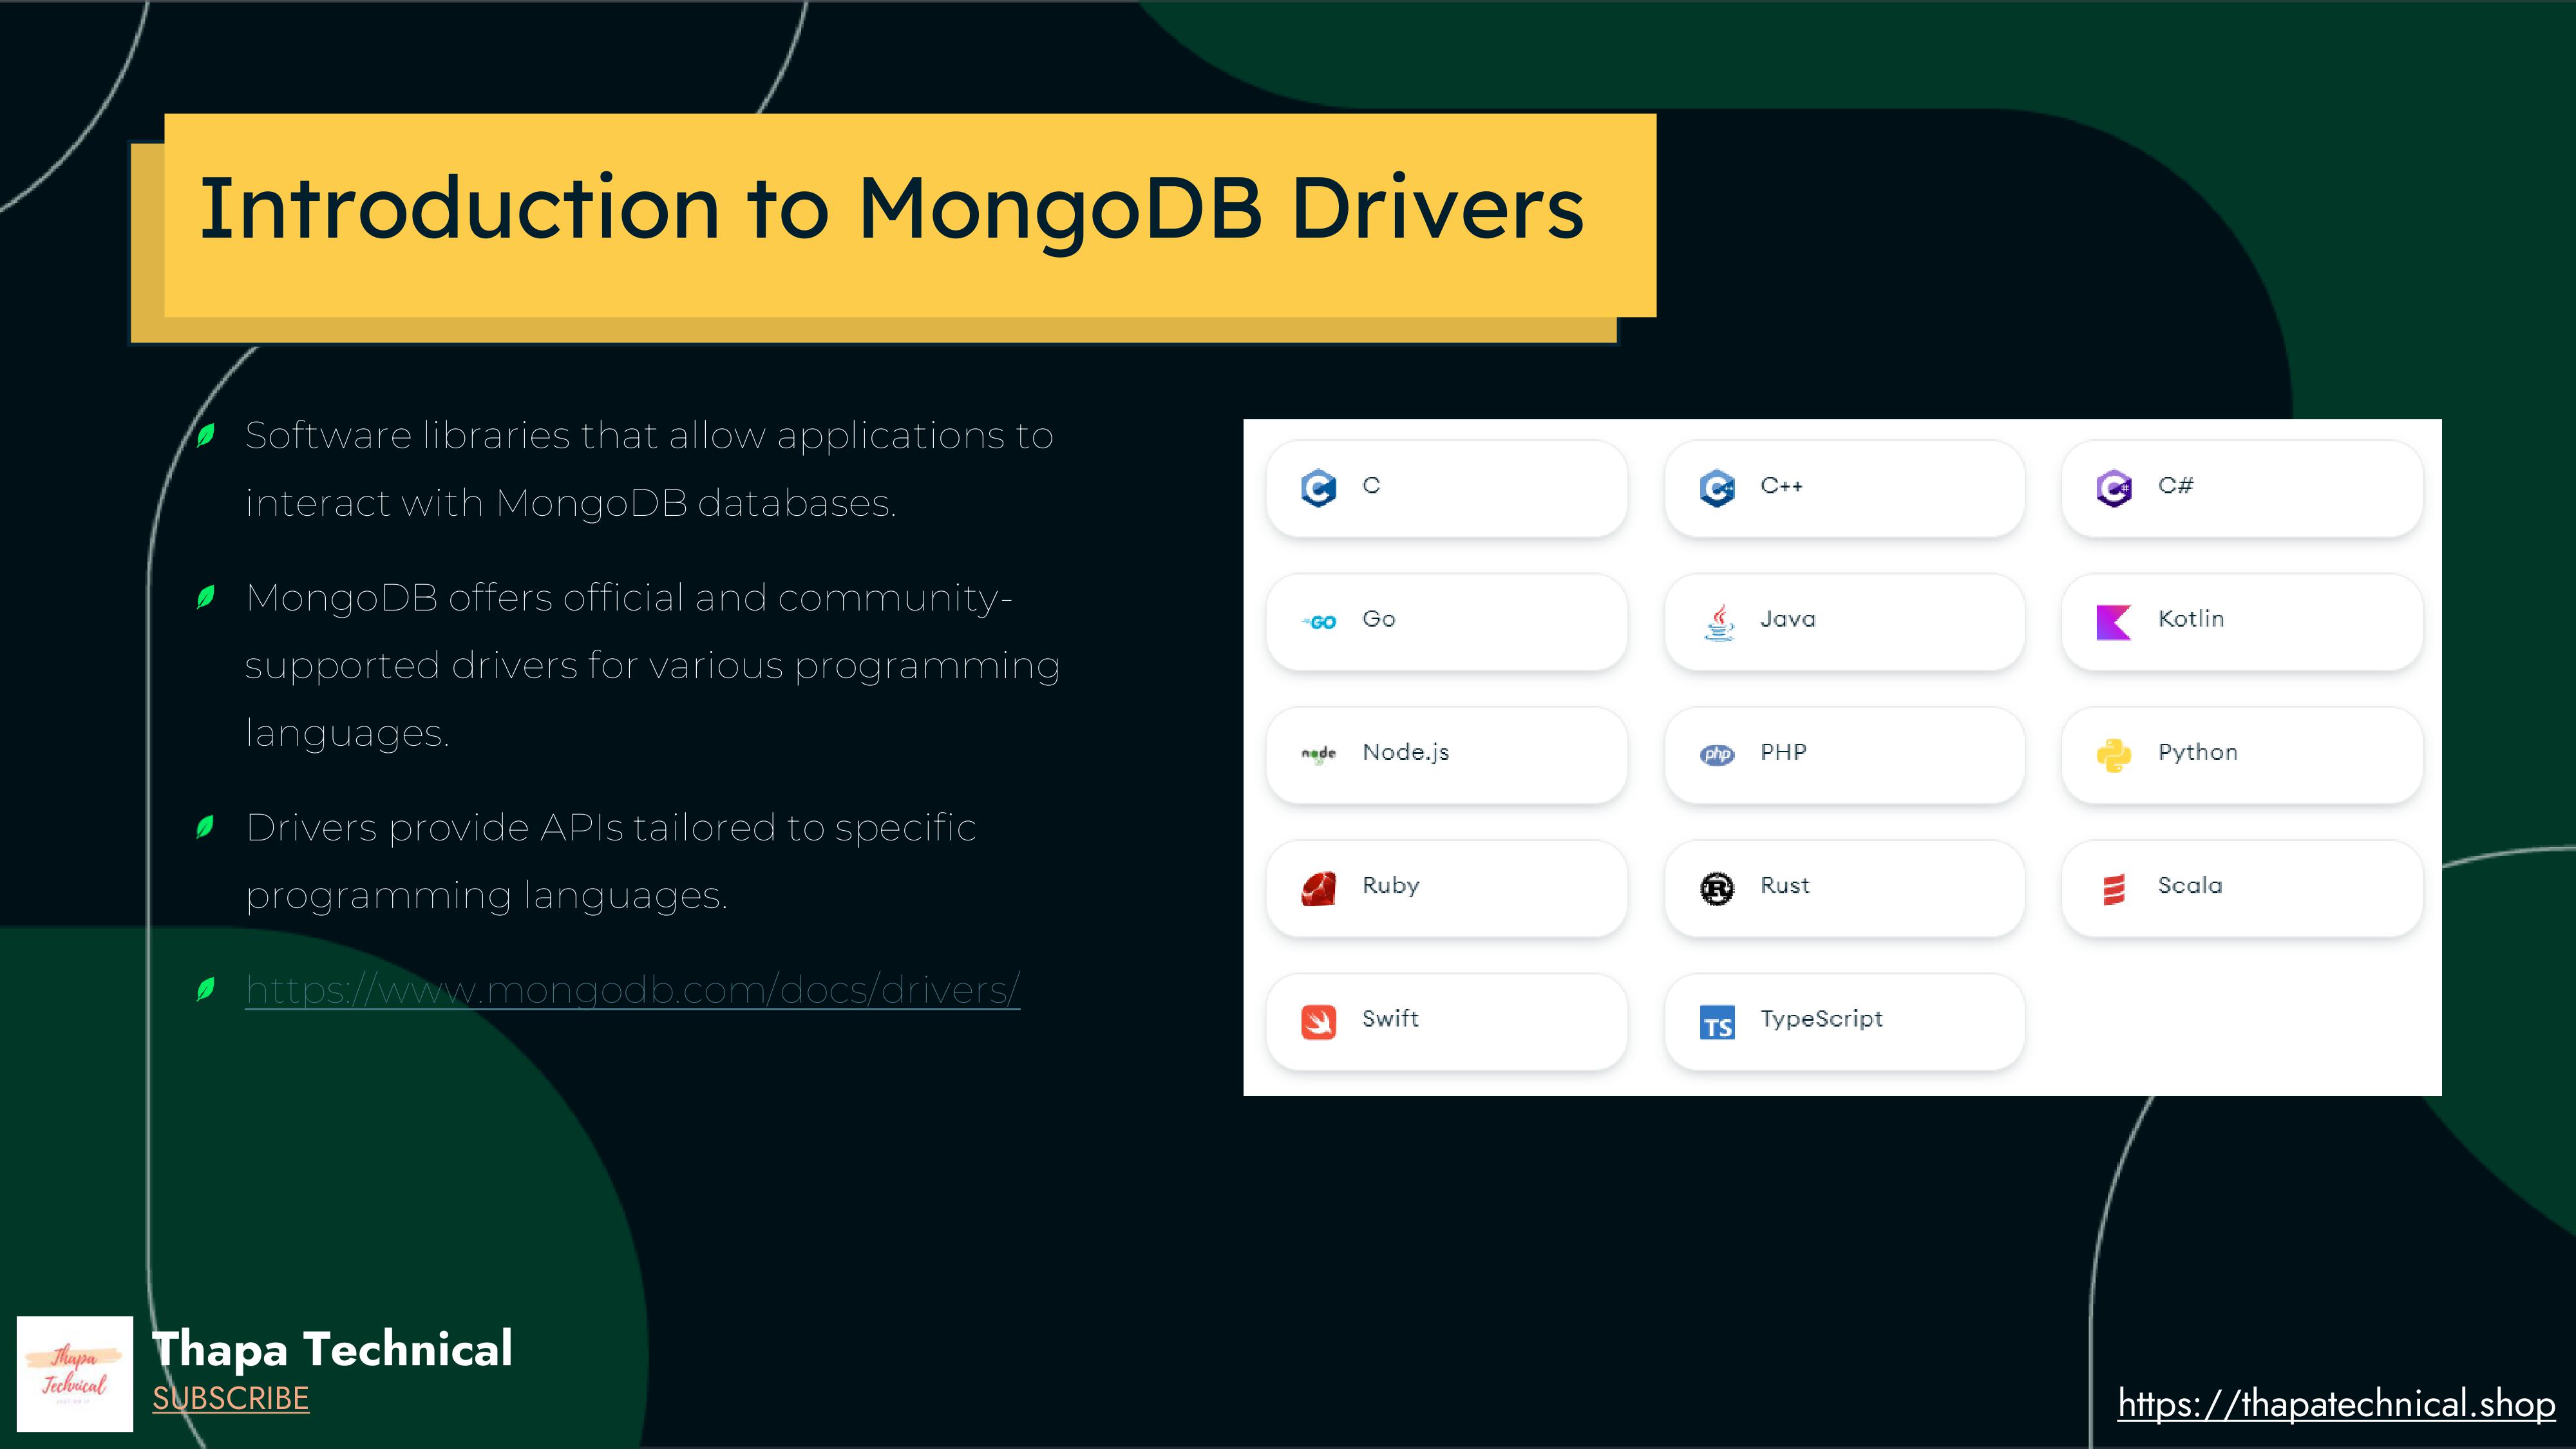 Introduction to MongoDB Drivers
Software libraries that allow applications to
interact with MongoDB databases.
MongoDB offers official and community-
supported drivers for various programming
languages.
Drivers provide APIs tailored to specific
programming languages.
https://www.mongodb.com/docs/drivers/
C
C++
C#
Go
Java
Kotlin
node
Node.js
php
PHP
Python
Ruby
Rust
Scala
Swift
TS
TypeScript
Thapa
Technical
Thapa Technical
SUBSCRIBE
https://thapatechnical.shop